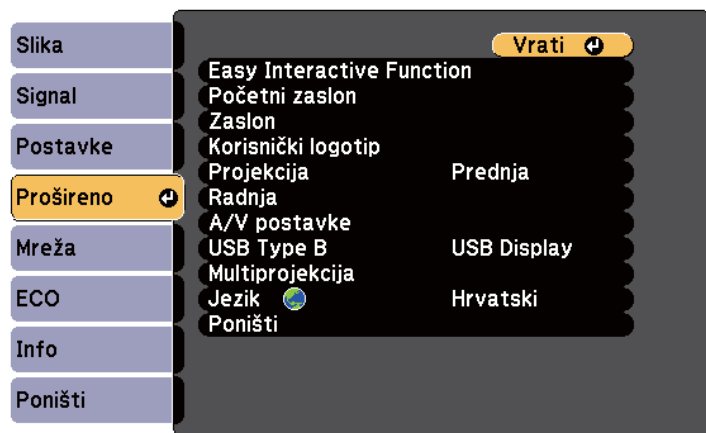 Slika
Signal
Postavke
Prošireno
Mreža
ECO
Info
Poništi
Vrati
Easy Interactive Function
Početni zaslon
Zaslon
Korisnički logotip
Projekcija Prednja
Radnja
A/V postavke
USB Type B USB Display
Multiprojekcija
Jezik Hrvatski
Poništi